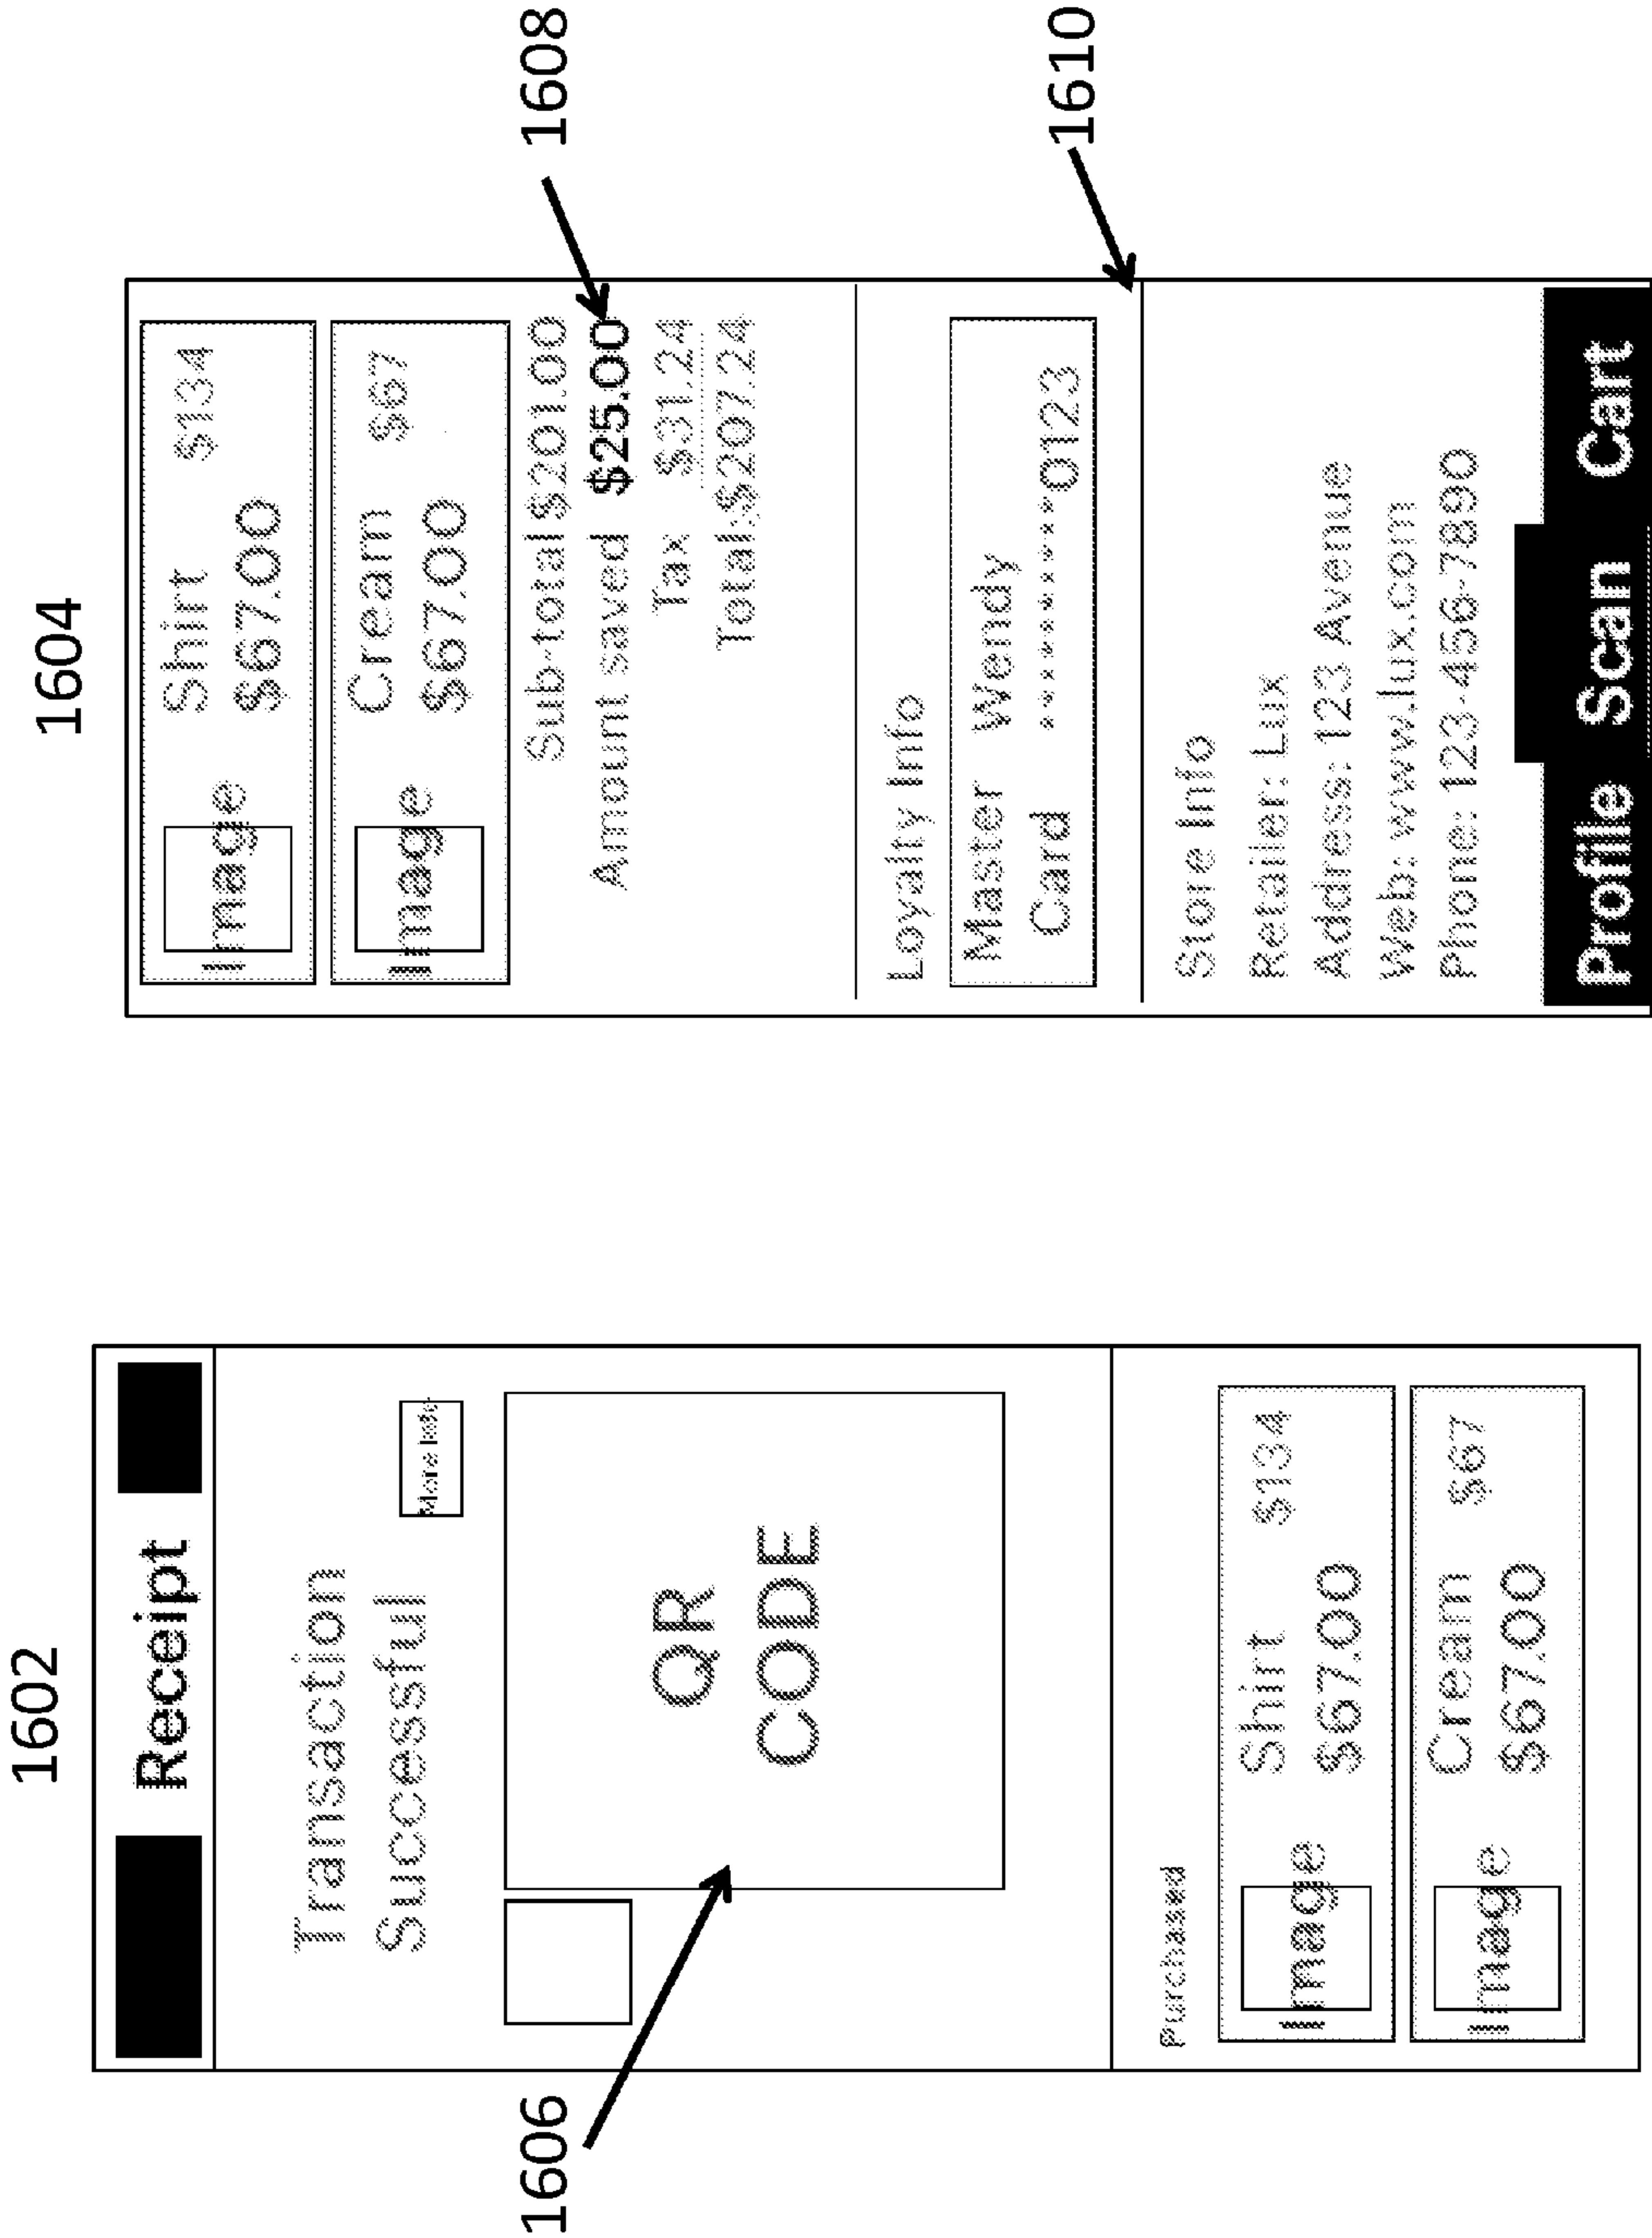 1602
Receipt
Transaction
Successful
More Info
QR
CODE
1606
Purchased
Image Shirt $134
$67.00
Image Cream $67
$67.00
1604
Image Shirt $134
$67.00
Image Cream $67
$67.00
Sub-total $201.00
Amount saved $25.00
Tax $31.24
Total:$207.24
1608
Loyalty Info
Master Wendy
Card ***********0123
1610
Store Info
Retailer: Lux
Address: 123 Avenue
Web: www.lux.com
Phone: 123-456-7890
Profile Scan Cart